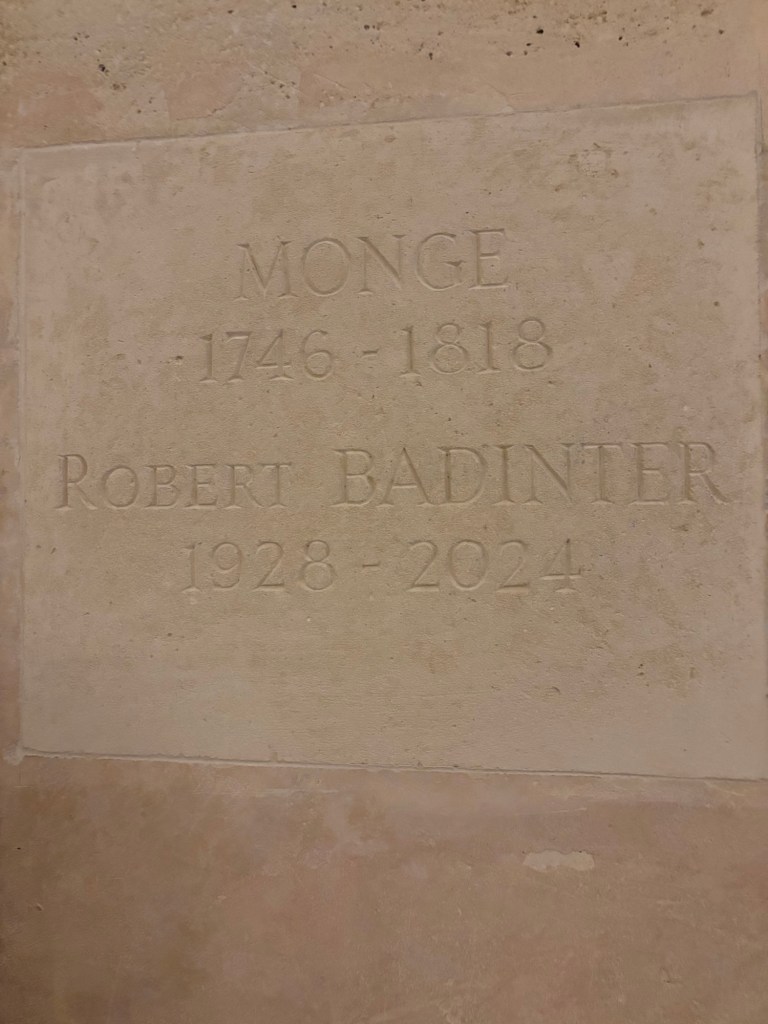 MONGE
1746 - 1818
ROBERT BADINTER
1928 - 2024